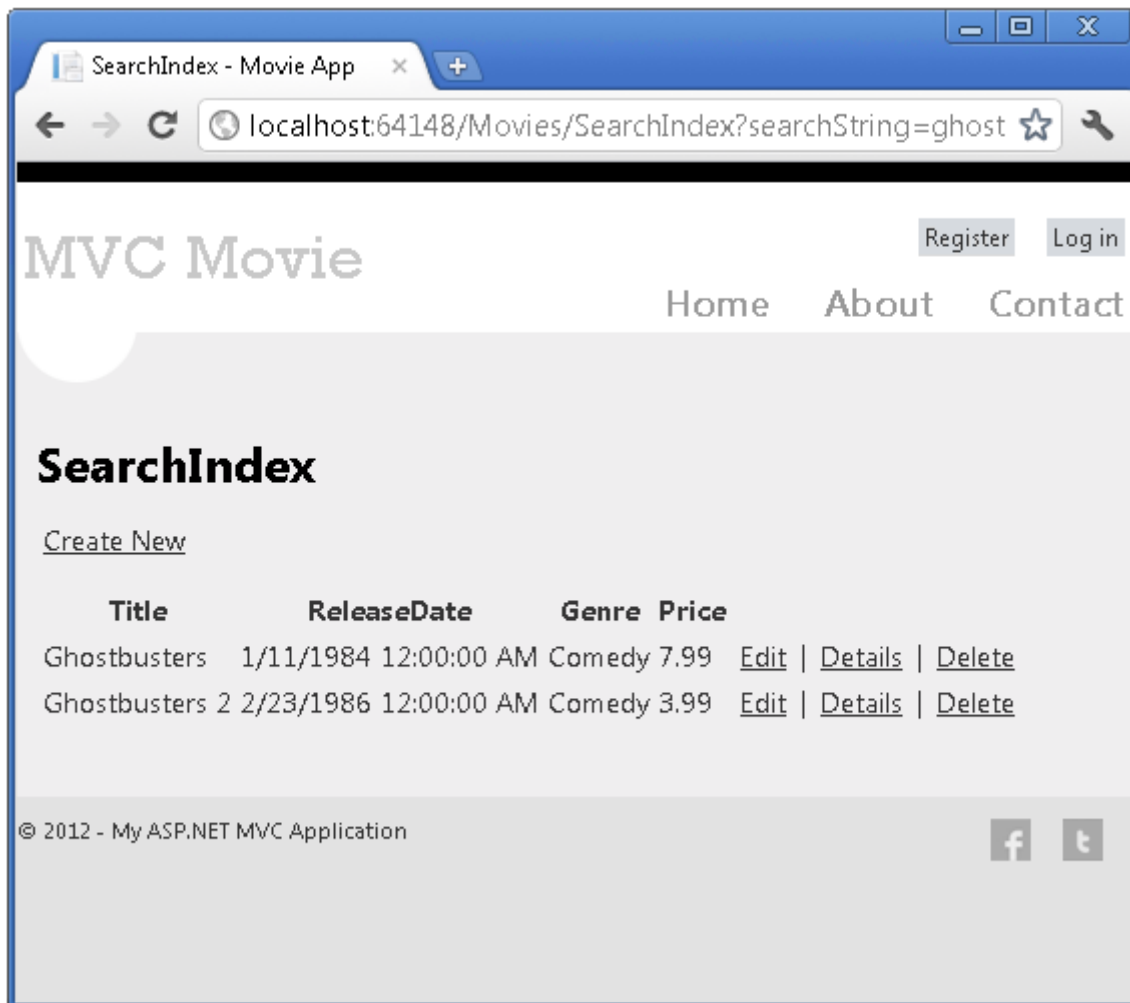 SearchIndex - Movie App
localhost:64148/Movies/SearchIndex?searchString=ghost
Register Log in
MVC Movie
Home About Contact
SearchIndex
Create New
Title ReleaseDate Genre Price
Ghostbusters 1/11/1984 12:00:00 AM Comedy 7.99 Edit | Details | Delete
Ghostbusters 2 2/23/1986 12:00:00 AM Comedy 3.99 Edit | Details | Delete
© 2012 - My ASP.NET MVC Application
f t